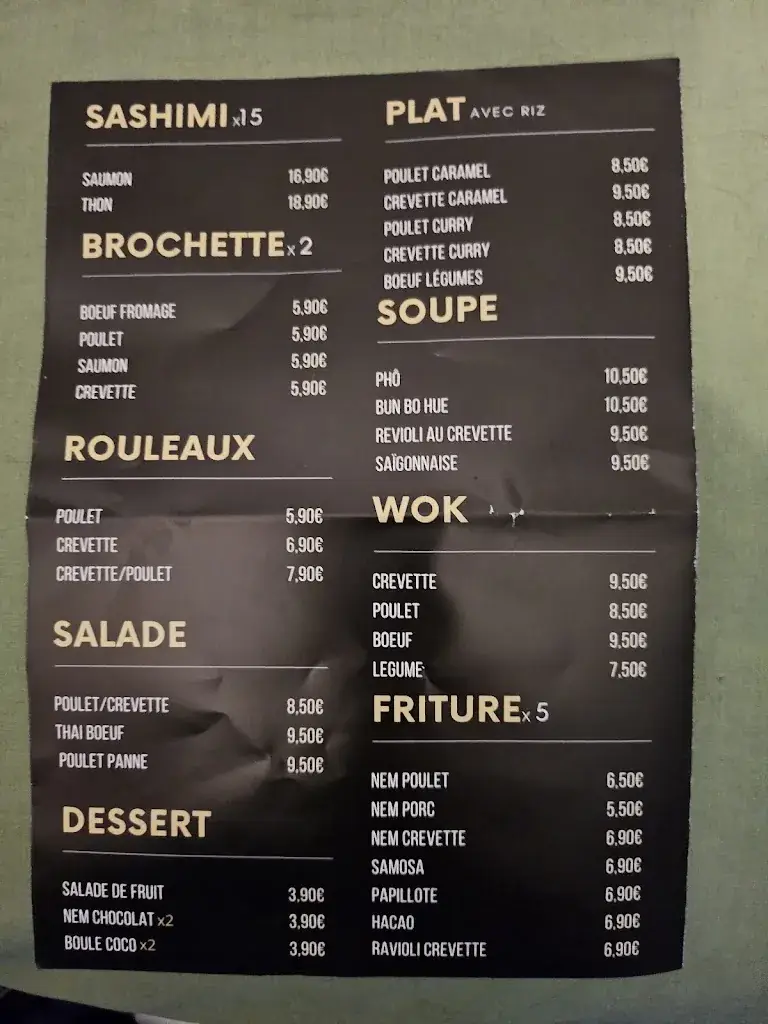 SASHIMI x15
SAUMON 16,90€
THON 18,90€
BROCHETTE x 2
BOEUF FROMAGE 5,90€
POULET 5,90€
SAUMON 5,90€
CREVETTE 5,90€
ROULEAUX
POULET 5,90€
CREVETTE 6,90€
CREVETTE/POULET 7,90€
SALADE
POULET/CREVETTE 8,50€
THAI BOEUF 9,50€
POULET PANNE 9,50€
DESSERT
SALADE DE FRUIT 3,90€
NEM CHOCOLAT x2 3,90€
BOULE COCO x2 3,90€
PLAT AVEC RIZ
POULET CARAMEL 8,50€
CREVETTE CARAMEL 9,50€
POULET CURRY 8,50€
CREVETTE CURRY 8,50€
BOEUF LÉGUMES 9,50€
SOUPE
PHÔ 10,50€
BUN BO HUE 10,50€
REVIOLI AU CREVETTE 9,50€
SAÏGONNAISE 9,50€
WOK
CREVETTE 9,50€
POULET 8,50€
BOEUF 9,50€
LEGUME 7,50€
FRITURE x 5
NEM POULET 6,50€
NEM PORC 5,50€
NEM CREVETTE 6,90€
SAMOSA 6,90€
PAPILLOTE 6,90€
HACAO 6,90€
RAVIOLI CREVETTE 6,90€